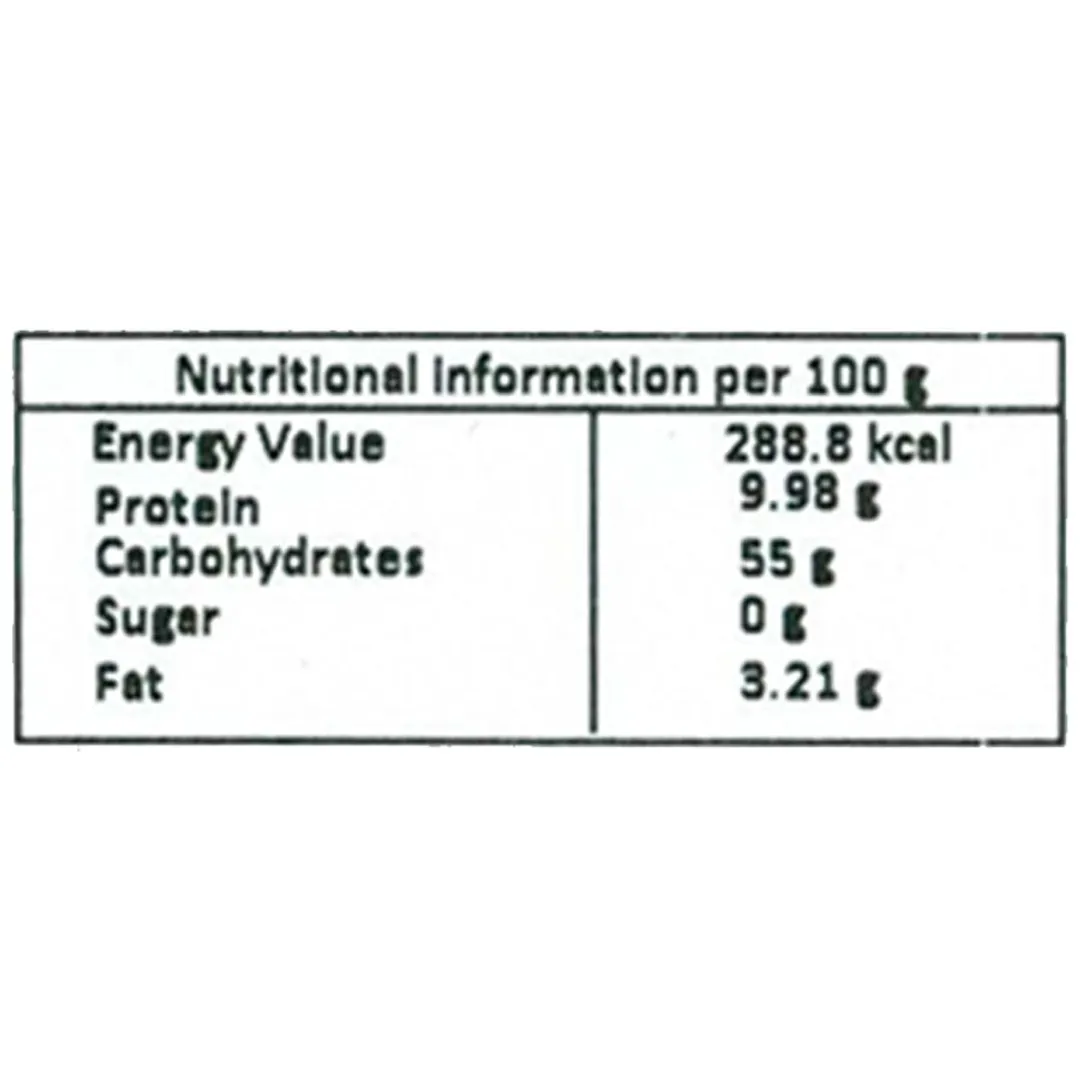 Nutritional Information per 100 g
Energy Value 288.8 kcal
Protein 9.98 g
Carbohydrates 55 g
Sugar 0 g
Fat 3.21 g